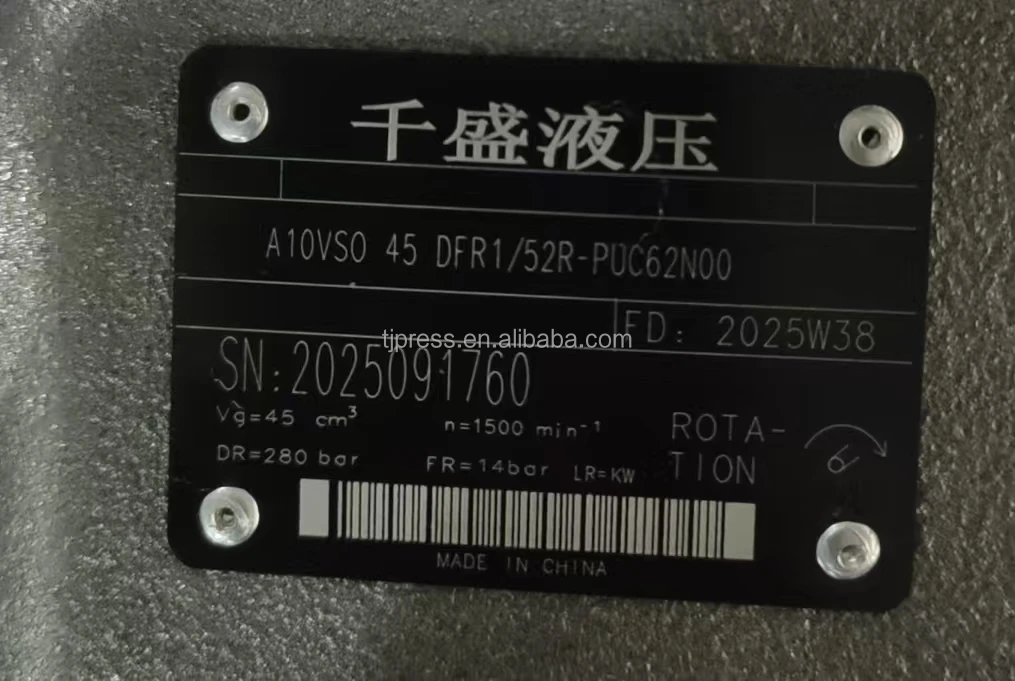 千盛液压
A10VSO 45 DFR1/52R-PUC62N00
FD: 2025W38
tjpress.en.alibaba.com
SN:2025091760
Vg=45 cm³ n=1500 min⁻¹
ROTA-
TION
DR=280 bar FR=14bar LR=KW
MADE IN CHINA